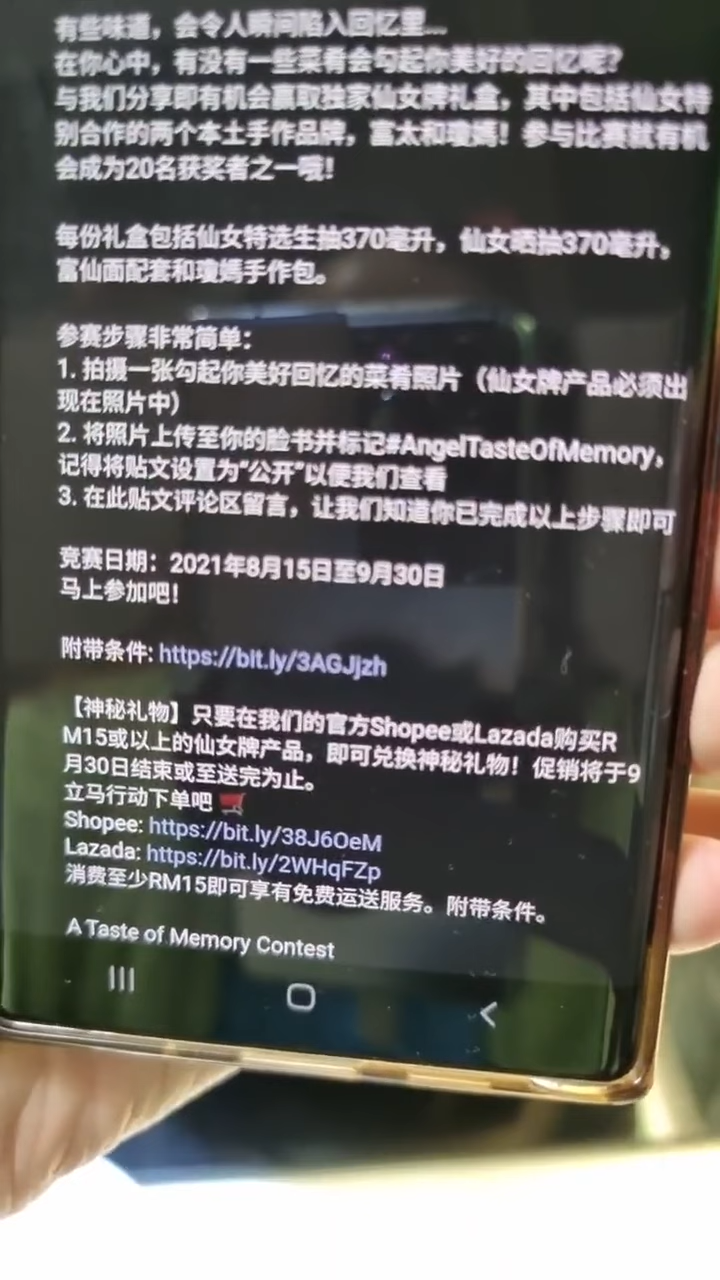 有些味道，会令人瞬间陷入回忆里...
在你心中，有没有一些菜肴会勾起你美好的回忆呢？
与我们分享即有机会赢取独家仙女牌礼盒，其中包括仙女特
别合作的两个本土手作品牌，富太和瓊嫣！参与比赛就有机
会成为20名获奖者之一哦！
每份礼盒包括仙女特选生抽370毫升，仙女晒抽370毫升，
富仙面配套和瓊嫣手作包。
参赛步骤非常简单：
1. 拍摄一张勾起你美好回忆的菜肴照片（仙女牌产品必须出
现在照片中）
2. 将照片上传至你的脸书并标记#AngelTasteOfMemory，
记得将贴文设置为“公开”以便我们查看
3. 在此贴文评论区留言，让我们知道你已完成以上步骤即可
竞赛日期：2021年8月15日至9月30日
马上参加吧！
附带条件: https://bit.ly/3AGJjzh
【神秘礼物】只要在我们的官方Shopee或Lazada购买R
M15或以上的仙女牌产品，即可兑换神秘礼物！促销将于9
月30日结束或至送完为止。
立马行动下单吧
Shopee: https://bit.ly/38J6OeM
Lazada: https://bit.ly/2WHqFZp
消费至少RM15即可享有免费运送服务。附带条件。
A Taste of Memory Contest